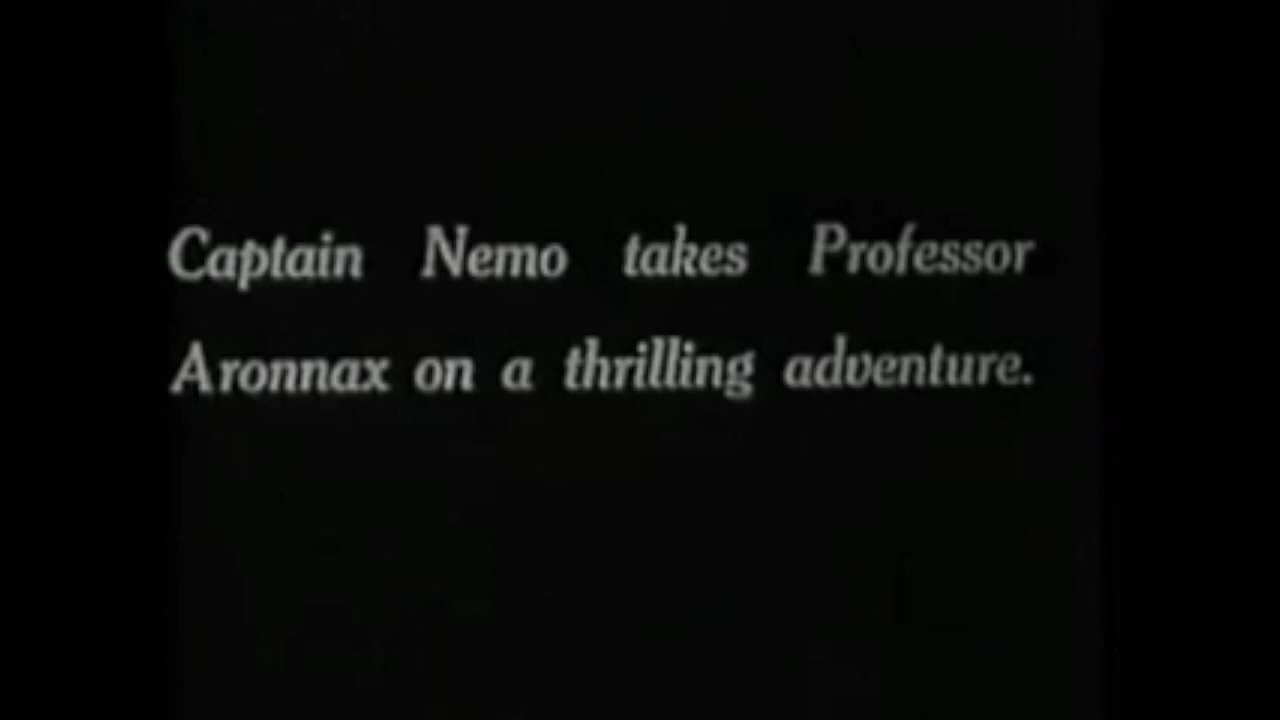 Captain Nemo takes Professor
Aronnax on a thrilling adventure.